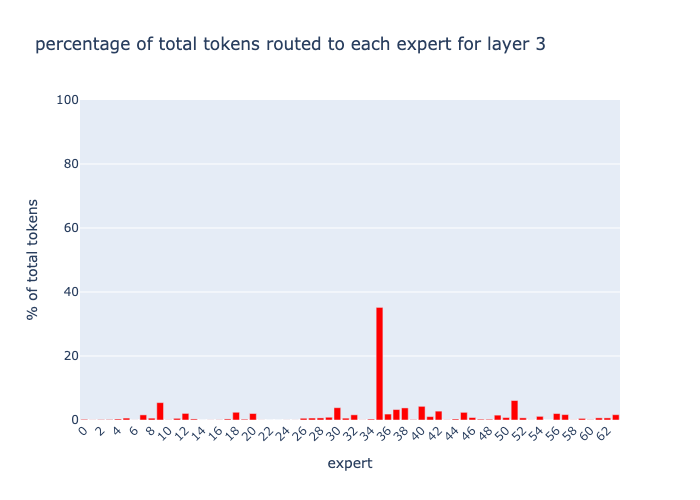 percentage of total tokens routed to each expert for layer 3
100
80
60
40
20
0
% of total tokens
0 2 4 6 8 10 12 14 16 18 20 22 24 26 28 30 32 34 36 38 40 42 44 46 48 50 52 54 56 58 60 62
expert